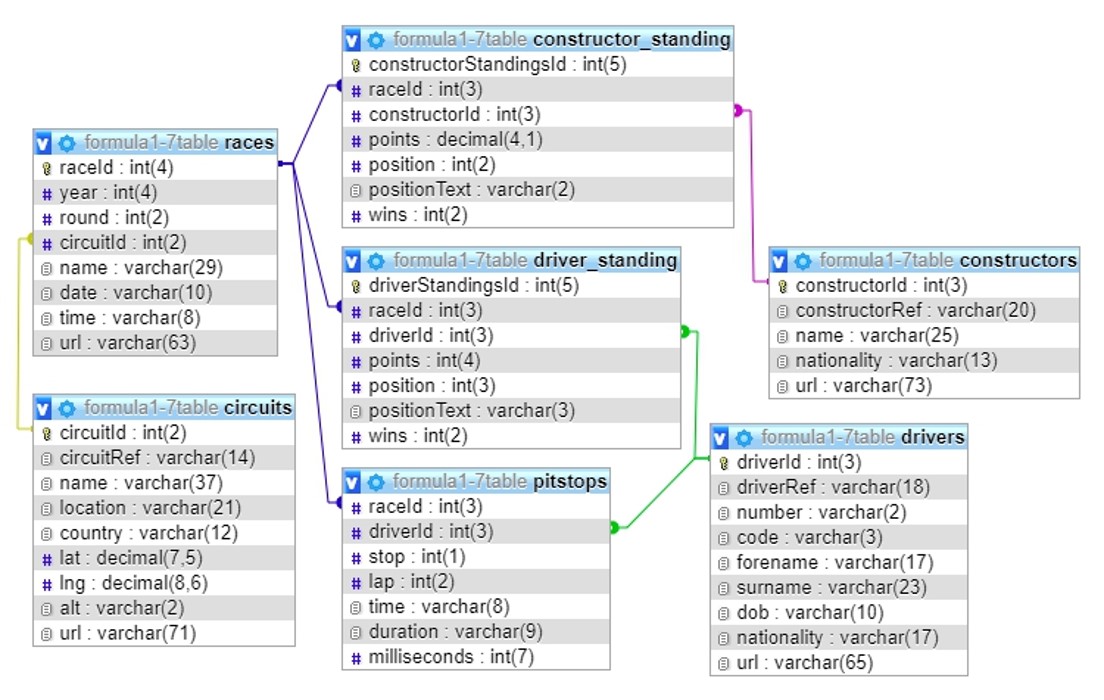 formula1-7table constructor_standing
constructorStandingsId : int(5)
# raceId : int(3)
# constructorId : int(3)
# points : decimal(4,1)
# position : int(2)
positionText : varchar(2)
# wins : int(2)
formula1-7table races
raceId : int(4)
# year : int(4)
# round : int(2)
# circuitId : int(2)
name : varchar(29)
date : varchar(10)
time : varchar(8)
url : varchar(63)
formula1-7table driver_standing
driverStandingsId : int(5)
# raceId : int(3)
# driverId : int(3)
# points : int(4)
# position : int(3)
positionText : varchar(3)
# wins : int(2)
formula1-7table constructors
constructorId : int(3)
constructorRef : varchar(20)
name : varchar(25)
nationality : varchar(13)
url : varchar(73)
formula1-7table circuits
circuitId : int(2)
circuitRef : varchar(14)
name : varchar(37)
location : varchar(21)
country : varchar(12)
# lat : decimal(7,5)
# lng : decimal(8,6)
alt : varchar(2)
url : varchar(71)
formula1-7table pitstops
# raceId : int(3)
# driverId : int(3)
# stop : int(1)
# lap : int(2)
time : varchar(8)
duration : varchar(9)
# milliseconds : int(7)
formula1-7table drivers
driverId : int(3)
driverRef : varchar(18)
number : varchar(2)
code : varchar(3)
forename : varchar(17)
surname : varchar(23)
dob : varchar(10)
nationality : varchar(17)
url : varchar(65)